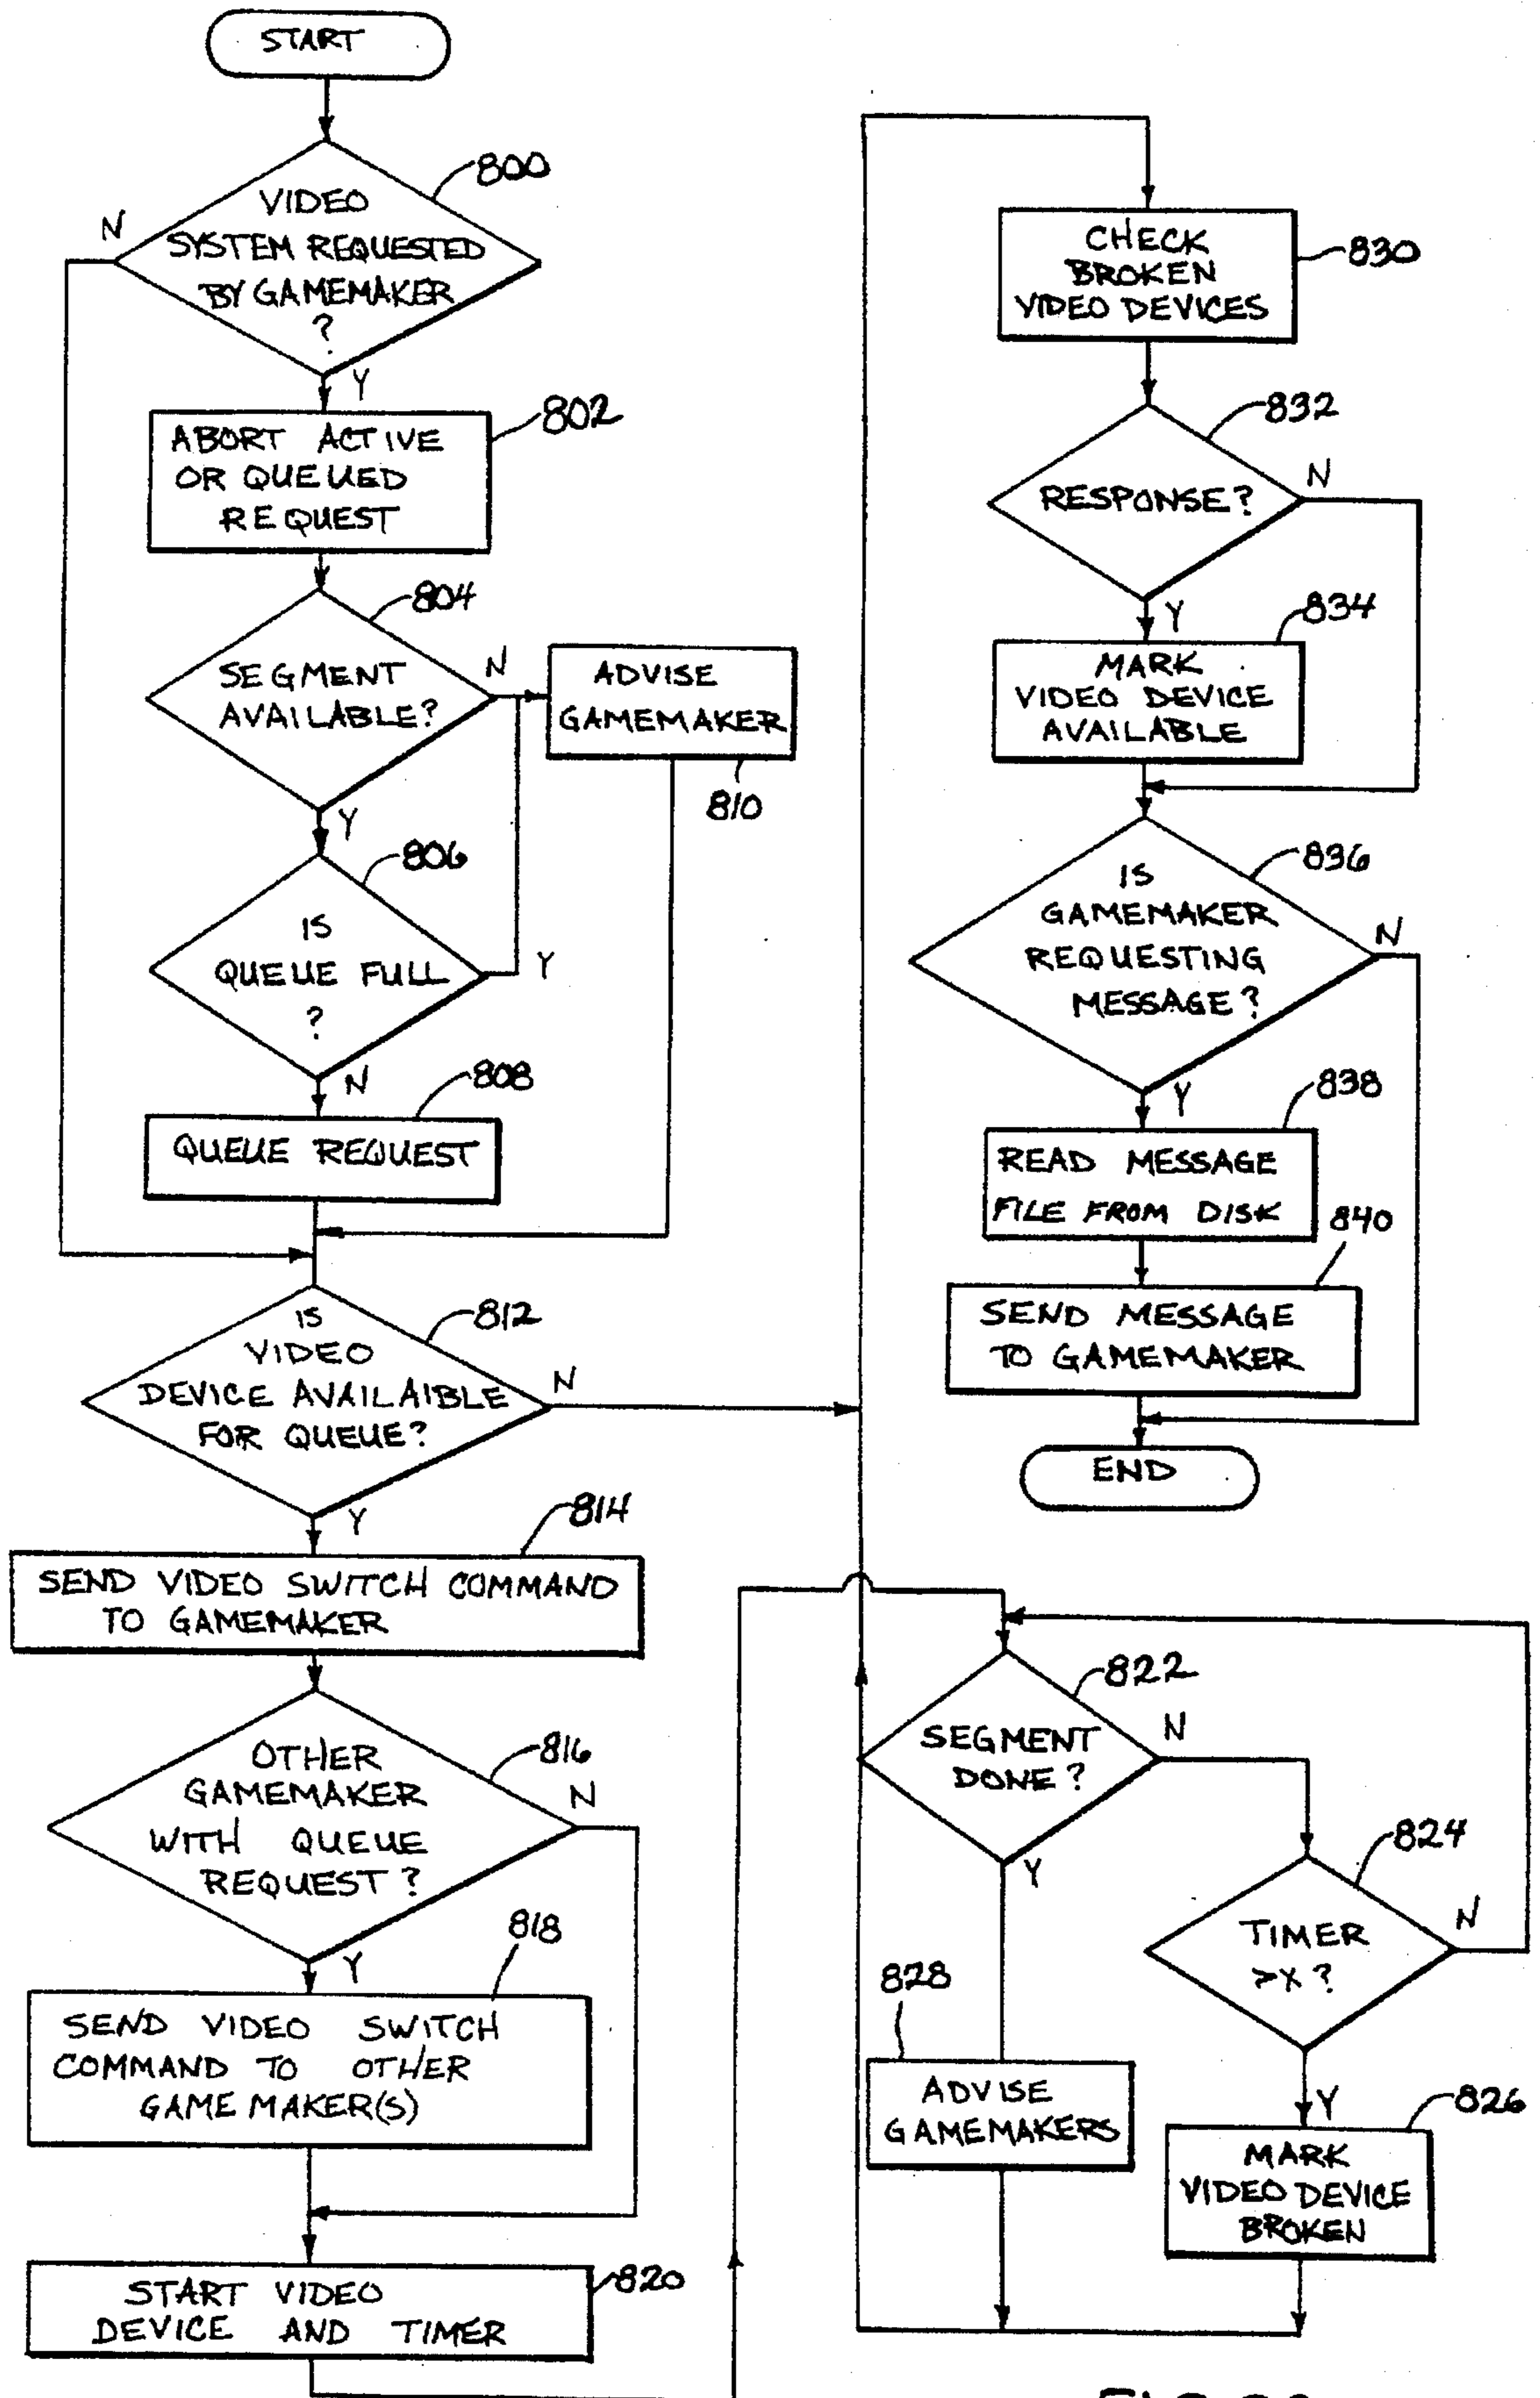 START
800
VIDEO
SYSTEM REQUESTED
BY GAMEMAKER
?
N
Y
802
ABORT ACTIVE
OR QUEUED
REQUEST
804
SEGMENT
AVAILABLE?
N
Y
ADVISE
GAMEMAKER
810
806
IS
QUEUE FULL
?
Y
N
808
QUEUE REQUEST
812
IS
VIDEO
DEVICE AVAILAIBLE
FOR QUEUE?
N
Y
814
SEND VIDEO SWITCH COMMAND
TO GAMEMAKER
816
OTHER
GAMEMAKER
WITH QUEUE
REQUEST?
N
Y
818
SEND VIDEO SWITCH
COMMAND TO OTHER
GAME MAKER(S)
820
START VIDEO
DEVICE AND TIMER
822
SEGMENT
DONE?
N
Y
824
TIMER
>X?
N
Y
826
MARK
VIDEO DEVICE
BROKEN
828
ADVISE
GAMEMAKERS
830
CHECK
BROKEN
VIDEO DEVICES
832
RESPONSE?
N
Y
834
MARK
VIDEO DEVICE
AVAILABLE
836
IS
GAMEMAKER
REQUESTING
MESSAGE?
N
Y
838
READ MESSAGE
FILE FROM DISK
840
SEND MESSAGE
TO GAMEMAKER
END